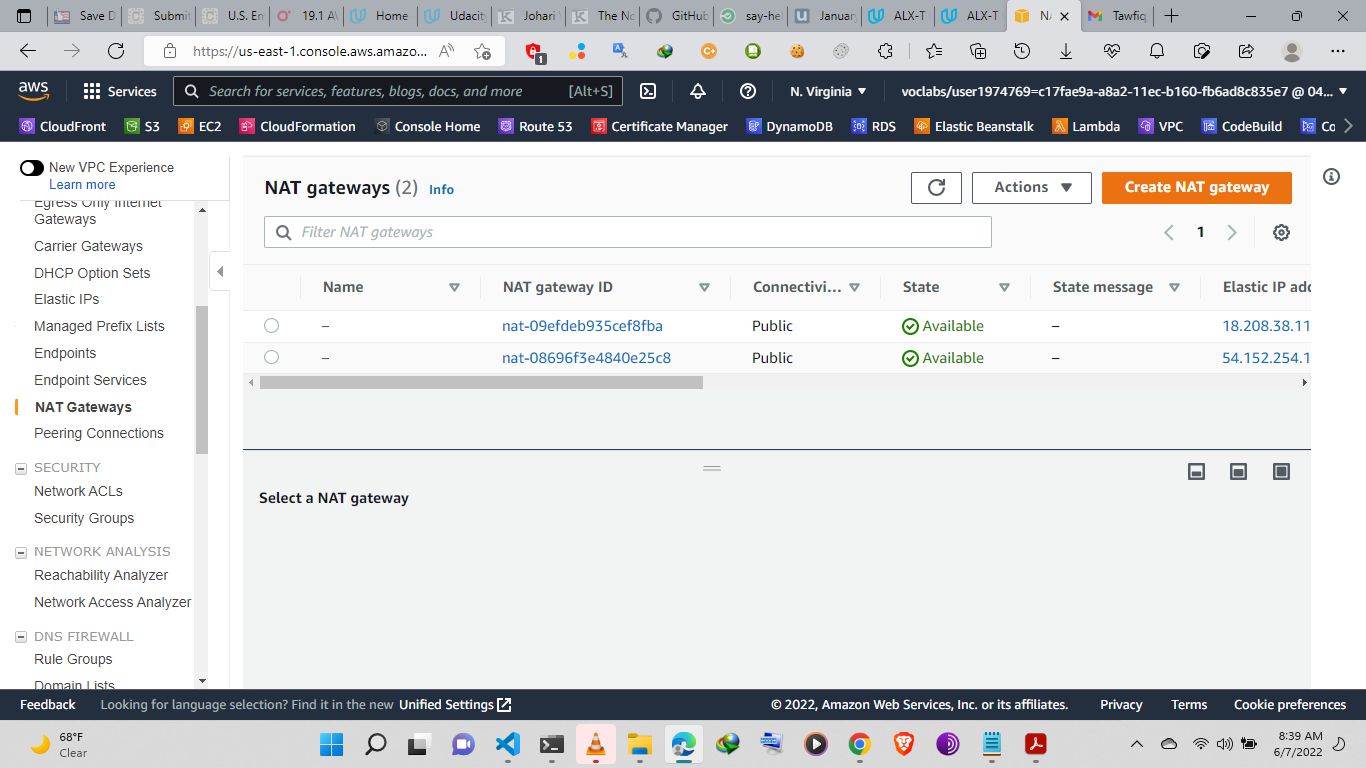 Save D
Submit
U.S. En
19.1 AV
Home
Udacity
Johari
The No
GitHub
say-he
Januar
ALX-T
ALX-T
NA
Tawfiq
https://us-east-1.console.aws.amazo...
1
aws
Services
Search for services, features, blogs, docs, and more
[Alt+S]
N. Virginia
voclabs/user1974769=c17fae9a-a8a2-11ec-b160-fb6ad8c835e7 @ 04...
CloudFront
S3
EC2
CloudFormation
Console Home
Route 53
Certificate Manager
DynamoDB
RDS
Elastic Beanstalk
Lambda
VPC
CodeBuild
Co
New VPC Experience
Learn more
Egress Only Internet
Gateways
Carrier Gateways
DHCP Option Sets
Elastic IPs
Managed Prefix Lists
Endpoints
Endpoint Services
NAT Gateways
Peering Connections
SECURITY
Network ACLs
Security Groups
NETWORK ANALYSIS
Reachability Analyzer
Network Access Analyzer
DNS FIREWALL
Rule Groups
Domain Lists
NAT gateways (2) Info
Actions
Create NAT gateway
Filter NAT gateways
1
Name
NAT gateway ID
Connectivi...
State
State message
Elastic IP add
– nat-09efdeb935cef8fba Public Available – 18.208.38.11
– nat-08696f3e4840e25c8 Public Available – 54.152.254.1
Select a NAT gateway
Feedback
Looking for language selection? Find it in the new Unified Settings
© 2022, Amazon Web Services, Inc. or its affiliates.
Privacy
Terms
Cookie preferences
68°F
Clear
8:39 AM
6/7/2022